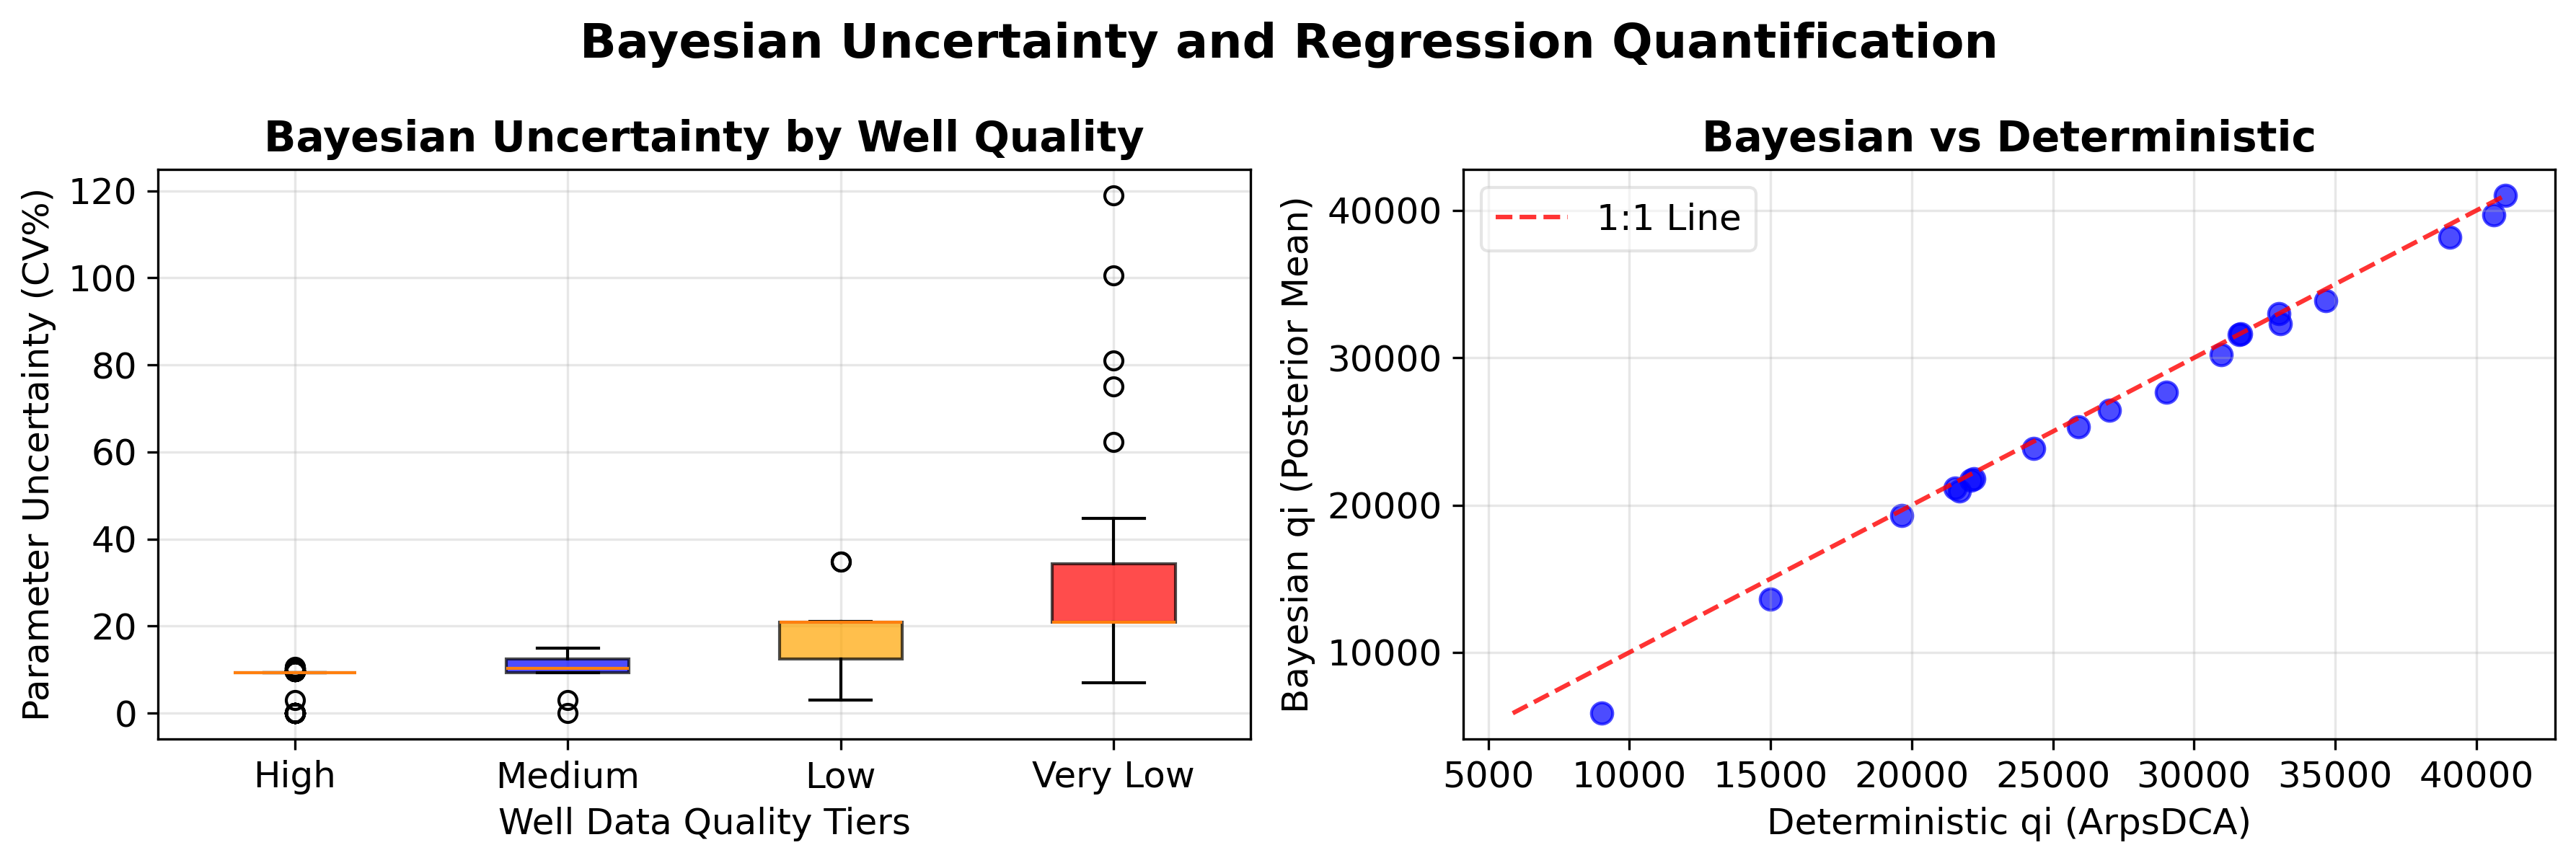 Bayesian Uncertainty and Regression Quantification
Bayesian Uncertainty by Well Quality
Parameter Uncertainty (CV%)
120
100
80
60
40
20
0
High Medium Low Very Low
Well Data Quality Tiers
Bayesian vs Deterministic
1:1 Line
Bayesian qi (Posterior Mean)
40000
30000
20000
10000
5000 10000 15000 20000 25000 30000 35000 40000
Deterministic qi (ArpsDCA)